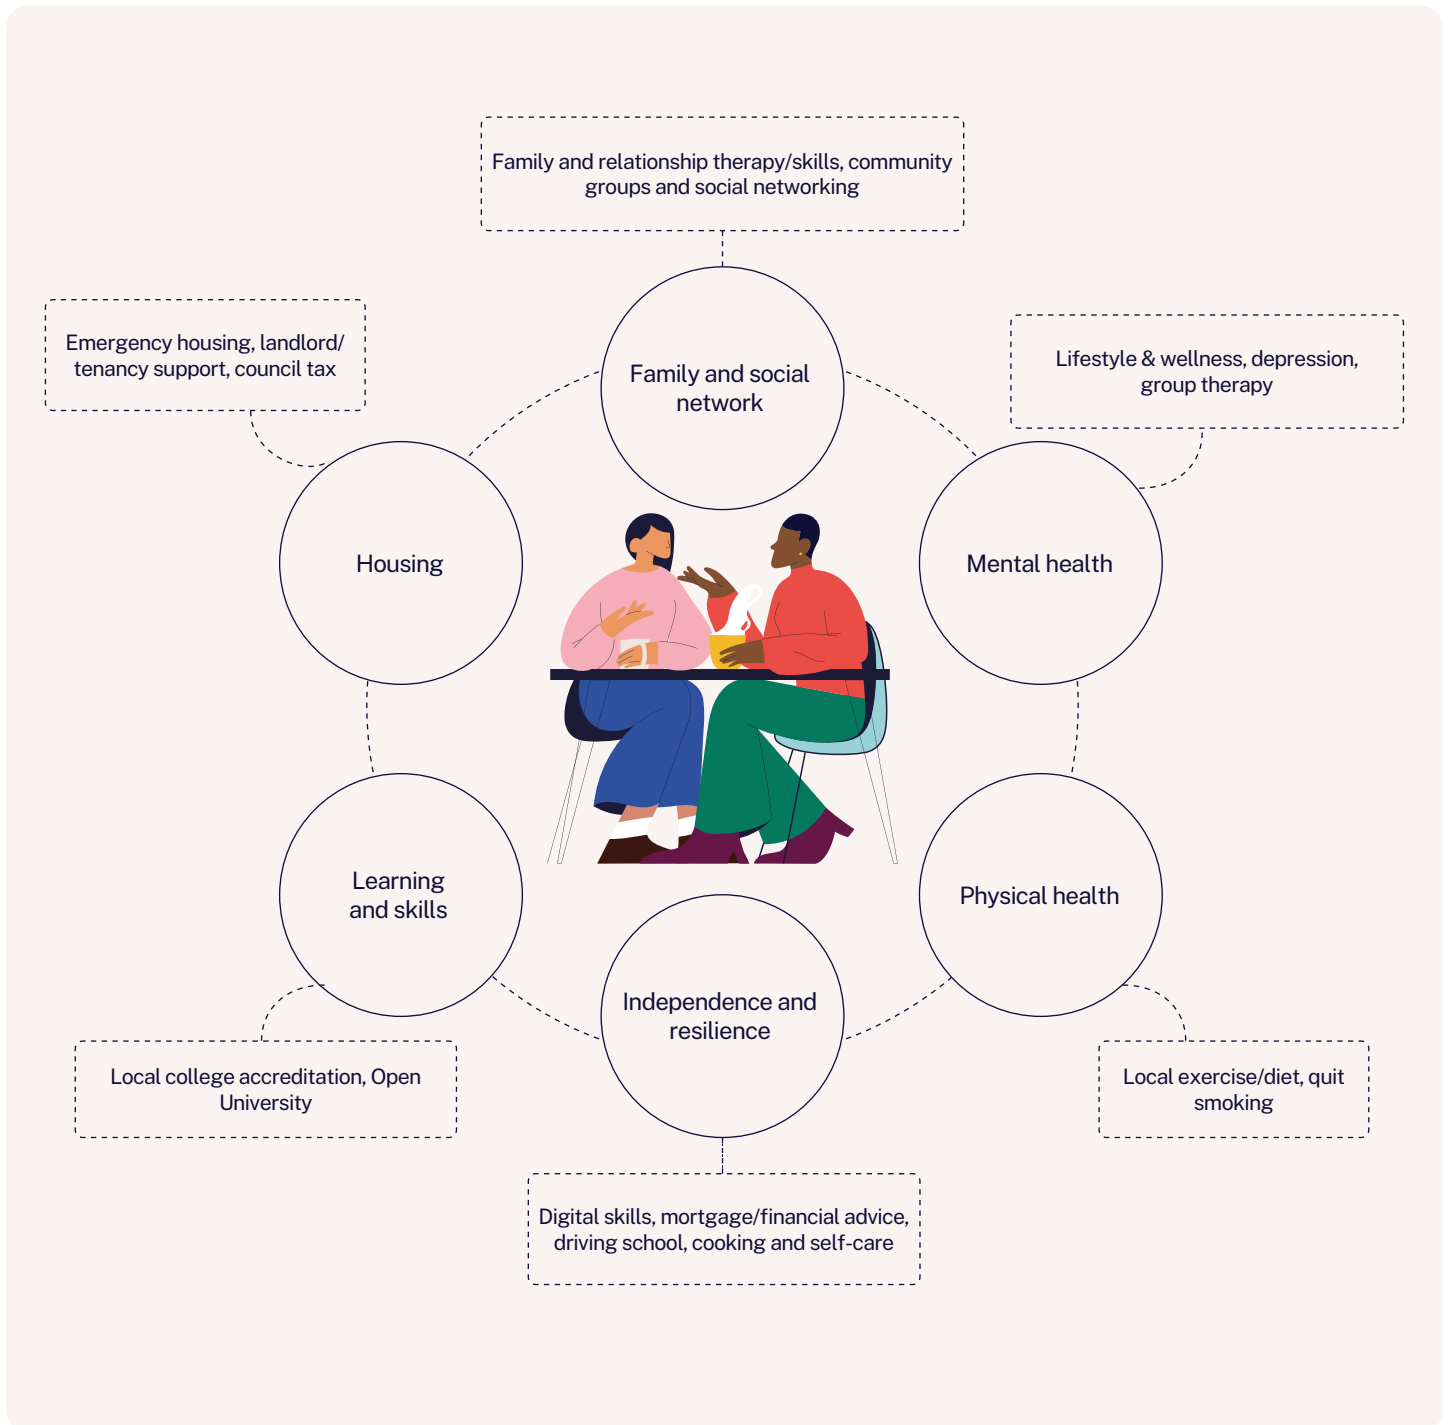 Family and relationship therapy/skills, community
groups and social networking
Family and social
network
Emergency housing, landlord/
tenancy support, council tax
Housing
Lifestyle & wellness, depression,
group therapy
Mental health
Learning
and skills
Local college accreditation, Open
University
Physical health
Local exercise/diet, quit
smoking
Independence and
resilience
Digital skills, mortgage/financial advice,
driving school, cooking and self-care